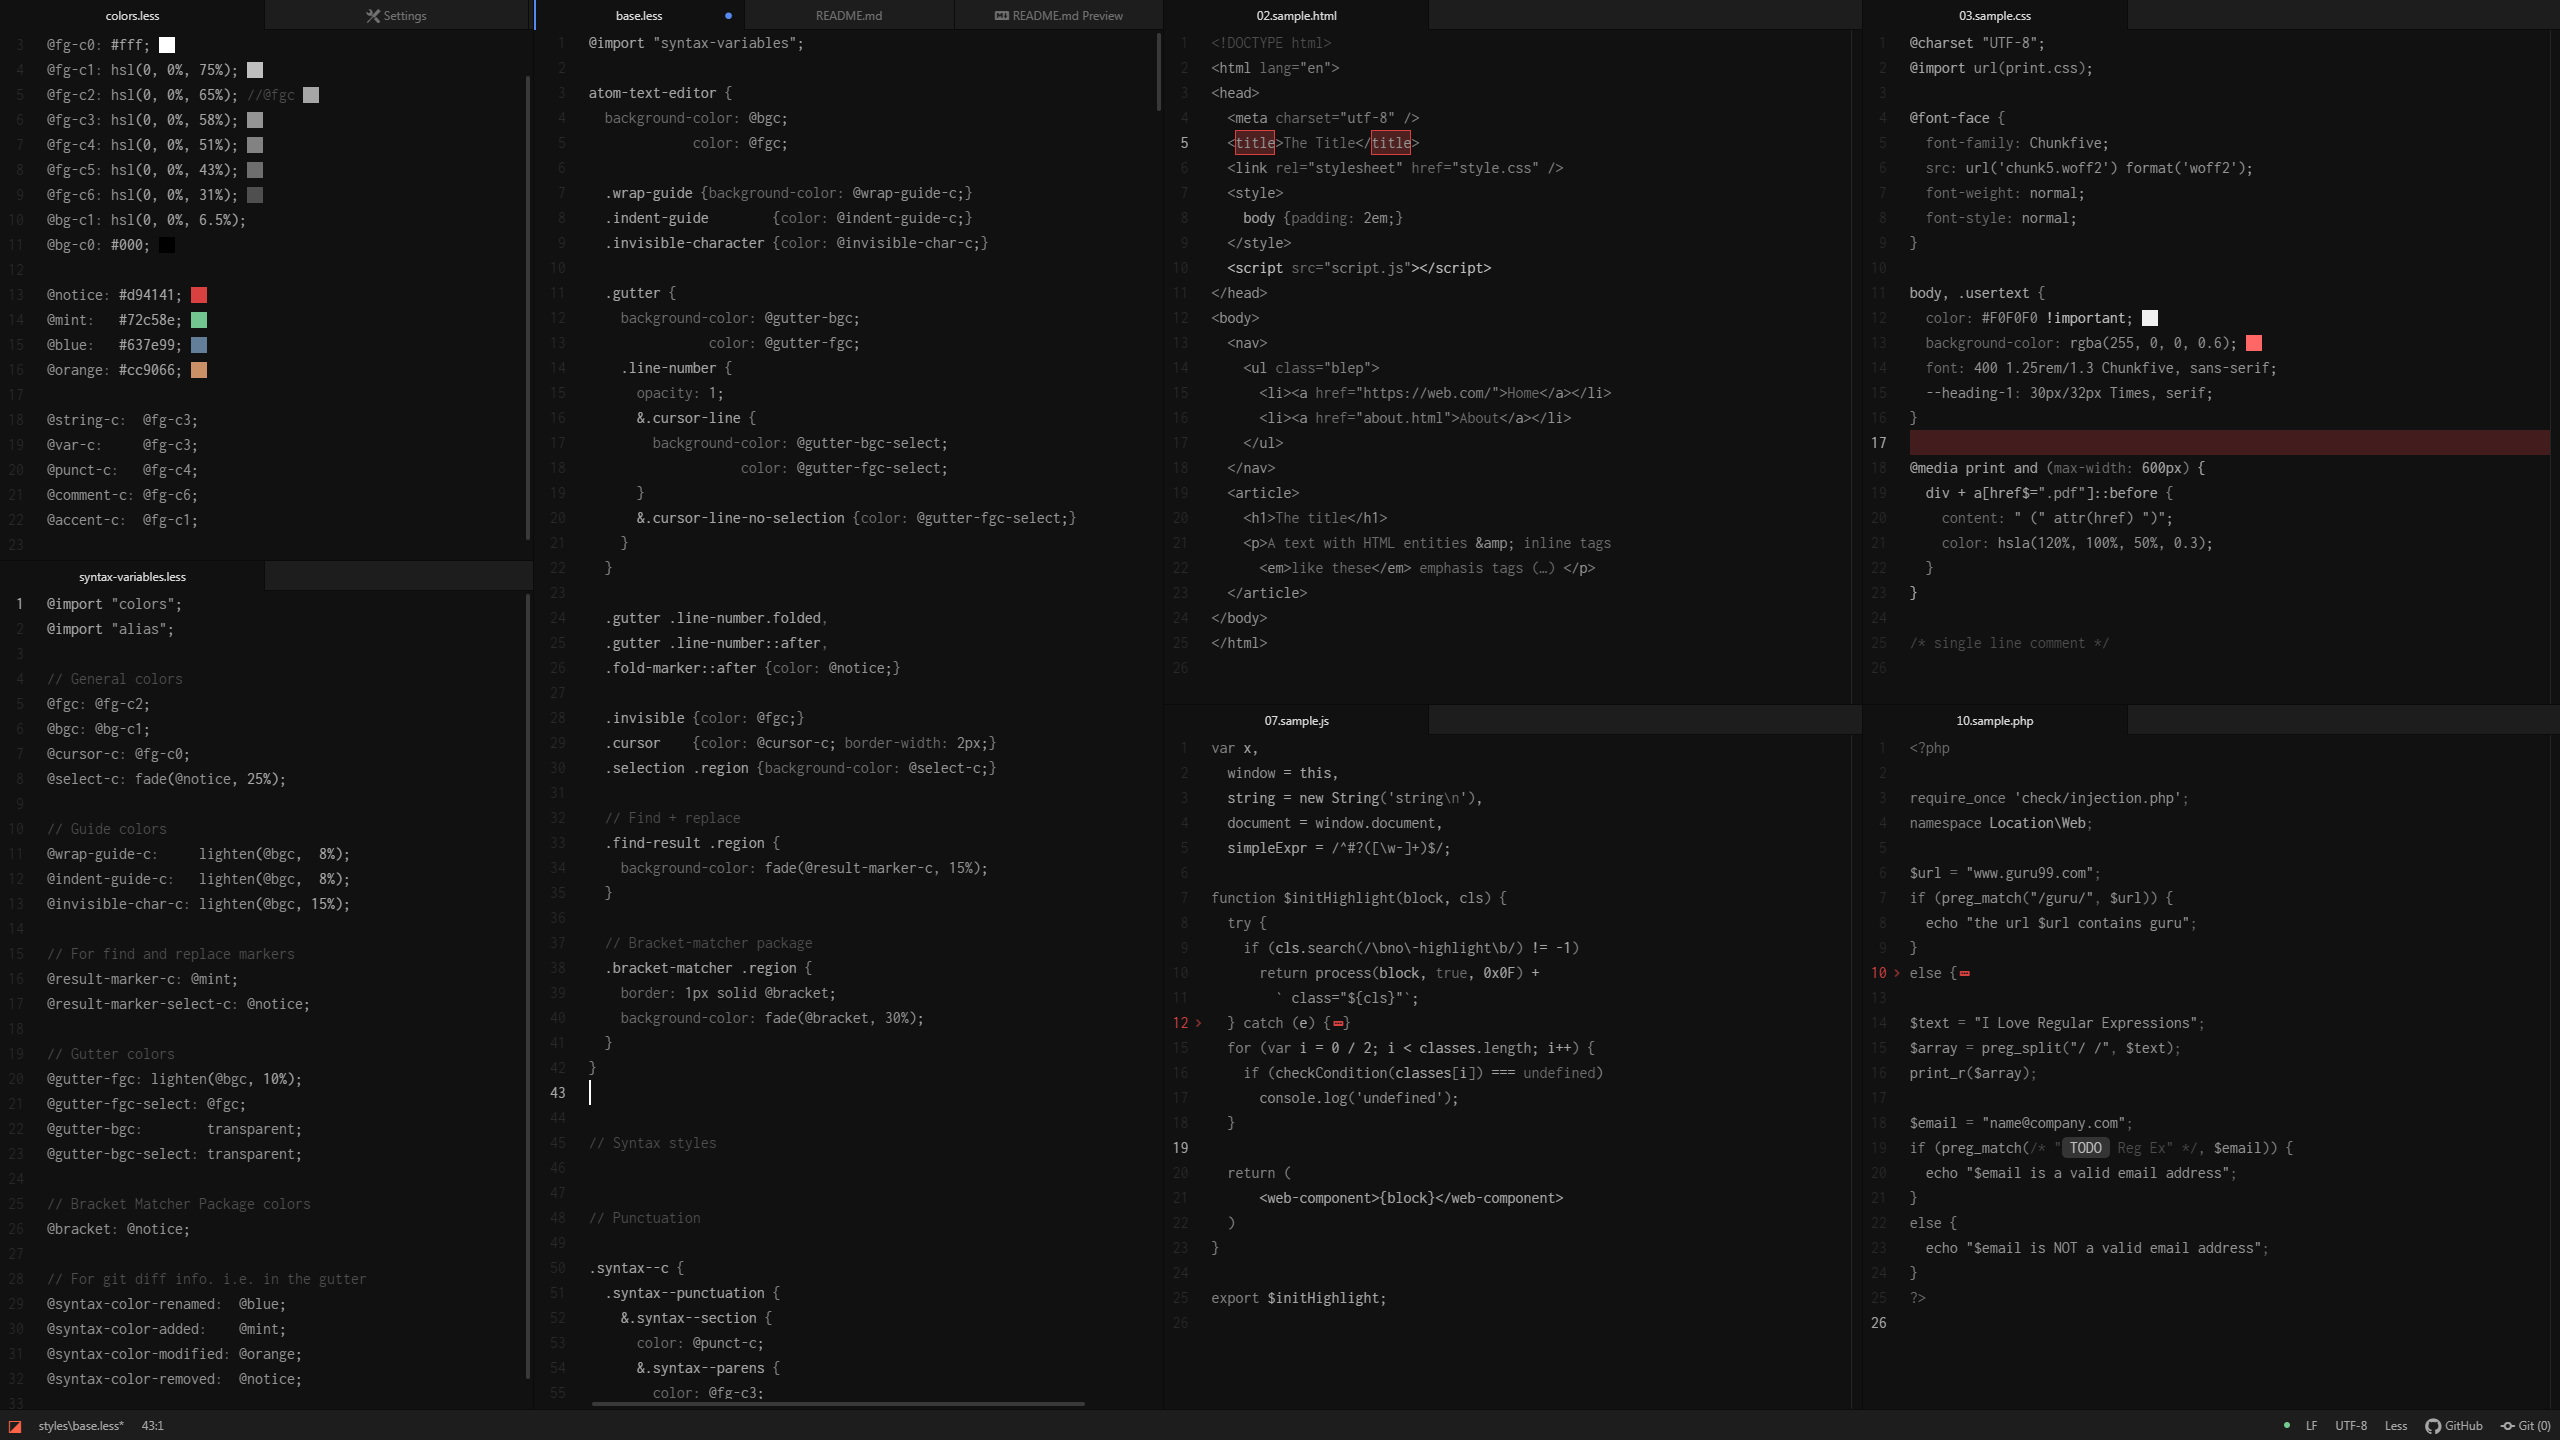 colors.less
Settings
3 @fg-c0: #fff;
4 @fg-c1: hsl(0, 0%, 75%);
5 @fg-c2: hsl(0, 0%, 65%); //@fgc
6 @fg-c3: hsl(0, 0%, 58%);
7 @fg-c4: hsl(0, 0%, 51%);
8 @fg-c5: hsl(0, 0%, 43%);
9 @fg-c6: hsl(0, 0%, 31%);
10 @bg-c1: hsl(0, 0%, 6.5%);
11 @bg-c0: #000;
12
13 @notice: #d94141;
14 @mint:   #72c58e;
15 @blue:   #637e99;
16 @orange: #cc9066;
17
18 @string-c:  @fg-c3;
19 @var-c:     @fg-c3;
20 @punct-c:   @fg-c4;
21 @comment-c: @fg-c6;
22 @accent-c:  @fg-c1;
23
syntax-variables.less
1 @import "colors";
2 @import "alias";
3
4 // General colors
5 @fgc: @fg-c2;
6 @bgc: @bg-c1;
7 @cursor-c: @fg-c0;
8 @select-c: fade(@notice, 25%);
9
10 // Guide colors
11 @wrap-guide-c:     lighten(@bgc,  8%);
12 @indent-guide-c:   lighten(@bgc,  8%);
13 @invisible-char-c: lighten(@bgc, 15%);
14
15 // For find and replace markers
16 @result-marker-c: @mint;
17 @result-marker-select-c: @notice;
18
19 // Gutter colors
20 @gutter-fgc: lighten(@bgc, 10%);
21 @gutter-fgc-select: @fgc;
22 @gutter-bgc:        transparent;
23 @gutter-bgc-select: transparent;
24
25 // Bracket Matcher Package colors
26 @bracket: @notice;
27
28 // For git diff info. i.e. in the gutter
29 @syntax-color-renamed:  @blue;
30 @syntax-color-added:    @mint;
31 @syntax-color-modified: @orange;
32 @syntax-color-removed:  @notice;
33
base.less
README.md
README.md Preview
1 @import "syntax-variables";
2
3 atom-text-editor {
4   background-color: @bgc;
5              color: @fgc;
6
7   .wrap-guide {background-color: @wrap-guide-c;}
8   .indent-guide        {color: @indent-guide-c;}
9   .invisible-character {color: @invisible-char-c;}
10
11   .gutter {
12     background-color: @gutter-bgc;
13                color: @gutter-fgc;
14     .line-number {
15       opacity: 1;
16       &.cursor-line {
17         background-color: @gutter-bgc-select;
18                    color: @gutter-fgc-select;
19       }
20       &.cursor-line-no-selection {color: @gutter-fgc-select;}
21     }
22   }
23
24   .gutter .line-number.folded,
25   .gutter .line-number::after,
26   .fold-marker::after {color: @notice;}
27
28   .invisible {color: @fgc;}
29   .cursor    {color: @cursor-c; border-width: 2px;}
30   .selection .region {background-color: @select-c;}
31
32   // Find + replace
33   .find-result .region {
34     background-color: fade(@result-marker-c, 15%);
35   }
36
37   // Bracket-matcher package
38   .bracket-matcher .region {
39     border: 1px solid @bracket;
40     background-color: fade(@bracket, 30%);
41   }
42 }
43
44
45 // Syntax styles
46
47
48 // Punctuation
49
50 .syntax--c {
51   .syntax--punctuation {
52     &.syntax--section {
53       color: @punct-c;
54       &.syntax--parens {
55         color: @fg-c3;
02.sample.html
1 <!DOCTYPE html>
2 <html lang="en">
3 <head>
4   <meta charset="utf-8" />
5   <title>The Title</title>
6   <link rel="stylesheet" href="style.css" />
7   <style>
8     body {padding: 2em;}
9   </style>
10   <script src="script.js"></script>
11 </head>
12 <body>
13   <nav>
14     <ul class="blep">
15       <li><a href="https://web.com/">Home</a></li>
16       <li><a href="about.html">About</a></li>
17     </ul>
18   </nav>
19   <article>
20     <h1>The title</h1>
21     <p>A text with HTML entities &amp; inline tags
22       <em>like these</em> emphasis tags (…) </p>
23   </article>
24 </body>
25 </html>
26
07.sample.js
1 var x,
2   window = this,
3   string = new String('string\n'),
4   document = window.document,
5   simpleExpr = /^#?([\w-]+)$/;
6
7 function $initHighlight(block, cls) {
8   try {
9     if (cls.search(/\bno\-highlight\b/) != -1)
10       return process(block, true, 0x0F) +
11         ` class="${cls}"`;
12   } catch (e) {}
15   for (var i = 0 / 2; i < classes.length; i++) {
16     if (checkCondition(classes[i]) === undefined)
17       console.log('undefined');
18   }
19
20   return (
21       <web-component>{block}</web-component>
22   )
23 }
24
25 export $initHighlight;
26
03.sample.css
1 @charset "UTF-8";
2 @import url(print.css);
3
4 @font-face {
5   font-family: Chunkfive;
6   src: url('chunk5.woff2') format('woff2');
7   font-weight: normal;
8   font-style: normal;
9 }
10
11 body, .usertext {
12   color: #F0F0F0 !important;
13   background-color: rgba(255, 0, 0, 0.6);
14   font: 400 1.25rem/1.3 Chunkfive, sans-serif;
15   --heading-1: 30px/32px Times, serif;
16 }
17
18 @media print and (max-width: 600px) {
19   div + a[href$=".pdf"]::before {
20     content: " (" attr(href) ")";
21     color: hsla(120%, 100%, 50%, 0.3);
22   }
23 }
24
25 /* single line comment */
26
10.sample.php
1 <?php
2
3 require_once 'check/injection.php';
4 namespace Location\Web;
5
6 $url = "www.guru99.com";
7 if (preg_match("/guru/", $url)) {
8   echo "the url $url contains guru";
9 }
10 else {
13
14 $text = "I Love Regular Expressions";
15 $array = preg_split("/ /", $text);
16 print_r($array);
17
18 $email = "name@company.com";
19 if (preg_match(/* " TODO Reg Ex" */, $email)) {
20   echo "$email is a valid email address";
21 }
22 else {
23   echo "$email is NOT a valid email address";
24 }
25 ?>
26
styles\base.less* 43:1
LF UTF-8 Less GitHub Git (0)